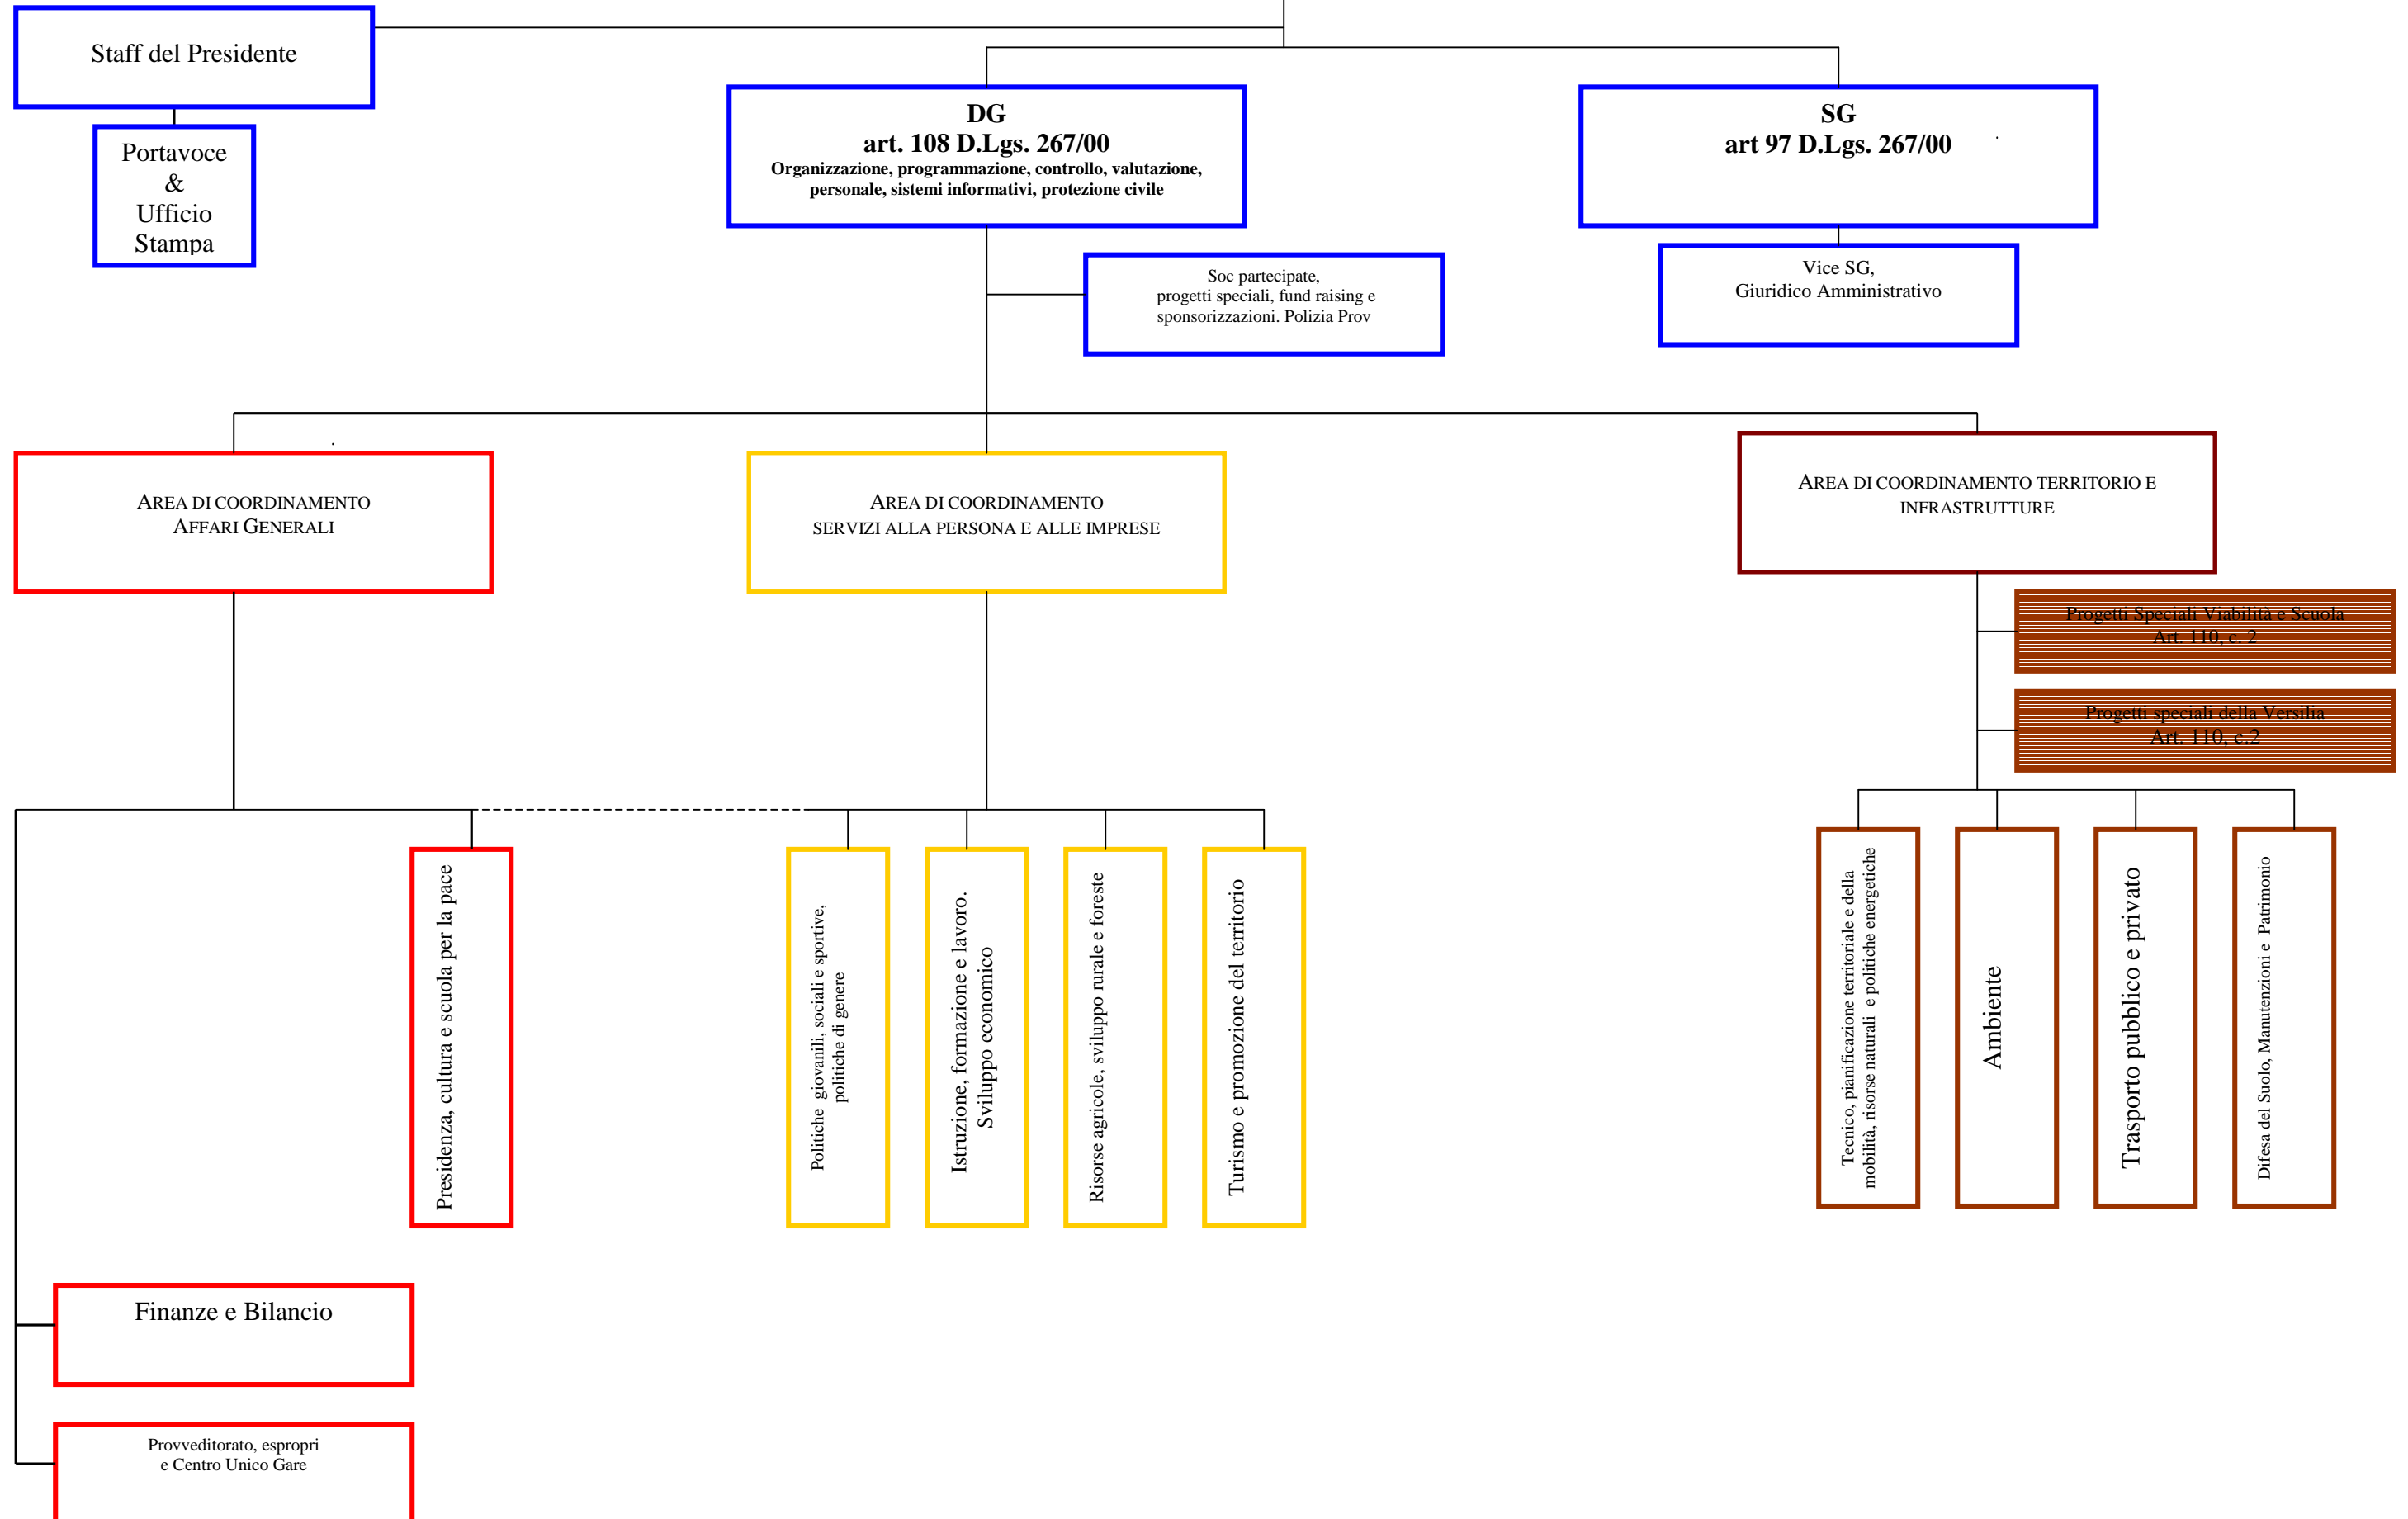 Staff del Presidente
Portavoce
&
Ufficio
Stampa
DG
art. 108 D.Lgs. 267/00
Organizzazione, programmazione, controllo, valutazione,
personale, sistemi informativi, protezione civile
SG
art 97 D.Lgs. 267/00
Soc partecipate,
progetti speciali, fund raising e
sponsorizzazioni. Polizia Prov
Vice SG,
Giuridico Amministrativo
AREA DI COORDINAMENTO
AFFARI GENERALI
AREA DI COORDINAMENTO
SERVIZI ALLA PERSONA E ALLE IMPRESE
AREA DI COORDINAMENTO TERRITORIO E
INFRASTRUTTURE
Progetti Speciali Viabilità e Scuola
Art. 110, c. 2
Progetti speciali della Versilia
Art. 110, c.2
Presidenza, cultura e scuola per la pace
Politiche giovanili, sociali e sportive,
politiche di genere
Istruzione, formazione e lavoro.
Sviluppo economico
Risorse agricole, sviluppo rurale e foreste
Turismo e promozione del territorio
Tecnico, pianificazione territoriale e della
mobilità, risorse naturali e politiche energetiche
Ambiente
Trasporto pubblico e privato
Difesa del Suolo, Manutenzioni e Patrimonio
Finanze e Bilancio
Provveditorato, espropri
e Centro Unico Gare